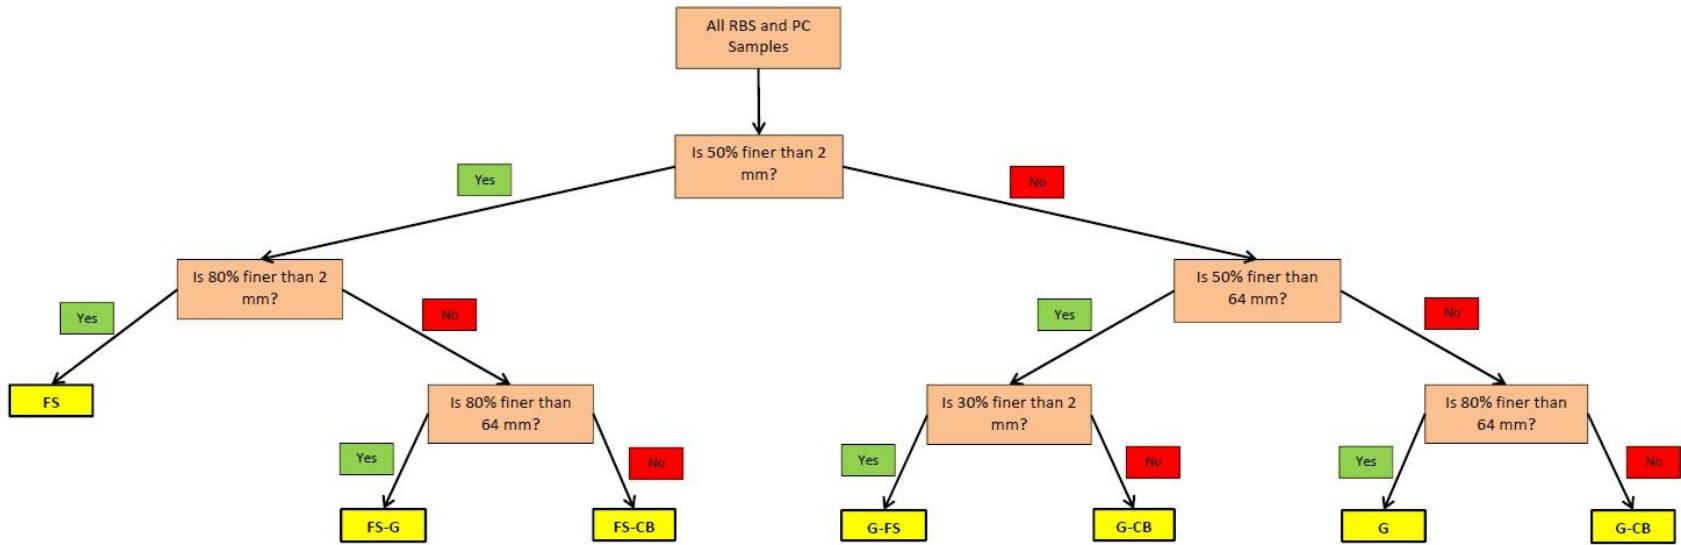 All RBS and PC
Samples
Is 50% finer than 2
mm?
Yes
No
Is 80% finer than 2
mm?
Is 50% finer than
64 mm?
Yes
No
Yes
No
FS
Is 80% finer than
64 mm?
Is 30% finer than 2
mm?
Is 80% finer than
64 mm?
Yes
No
Yes
No
Yes
No
FS-G
FS-CB
G-FS
G-CB
G
G-CB